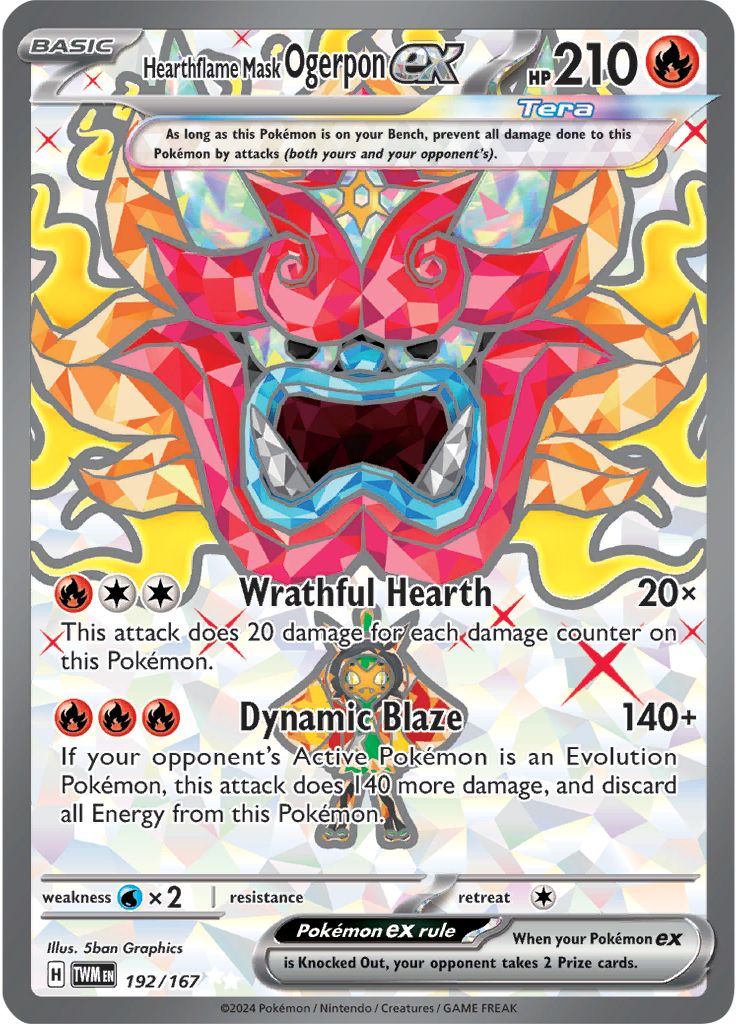 BASIC
Hearthflame Mask Ogerpon ex HP 210
Tera
As long as this Pokémon is on your Bench, prevent all damage done to this
Pokémon by attacks (both yours and your opponent's).
Wrathful Hearth 20×
This attack does 20 damage for each damage counter on
this Pokémon.
Dynamic Blaze 140+
If your opponent's Active Pokémon is an Evolution
Pokémon, this attack does 140 more damage, and discard
all Energy from this Pokémon.
weakness ×2 resistance retreat
Illus. 5ban Graphics
Pokémon ex rule
When your Pokémon ex
is Knocked Out, your opponent takes 2 Prize cards.
H TWM EN 192/167
©2024 Pokémon / Nintendo / Creatures / GAME FREAK